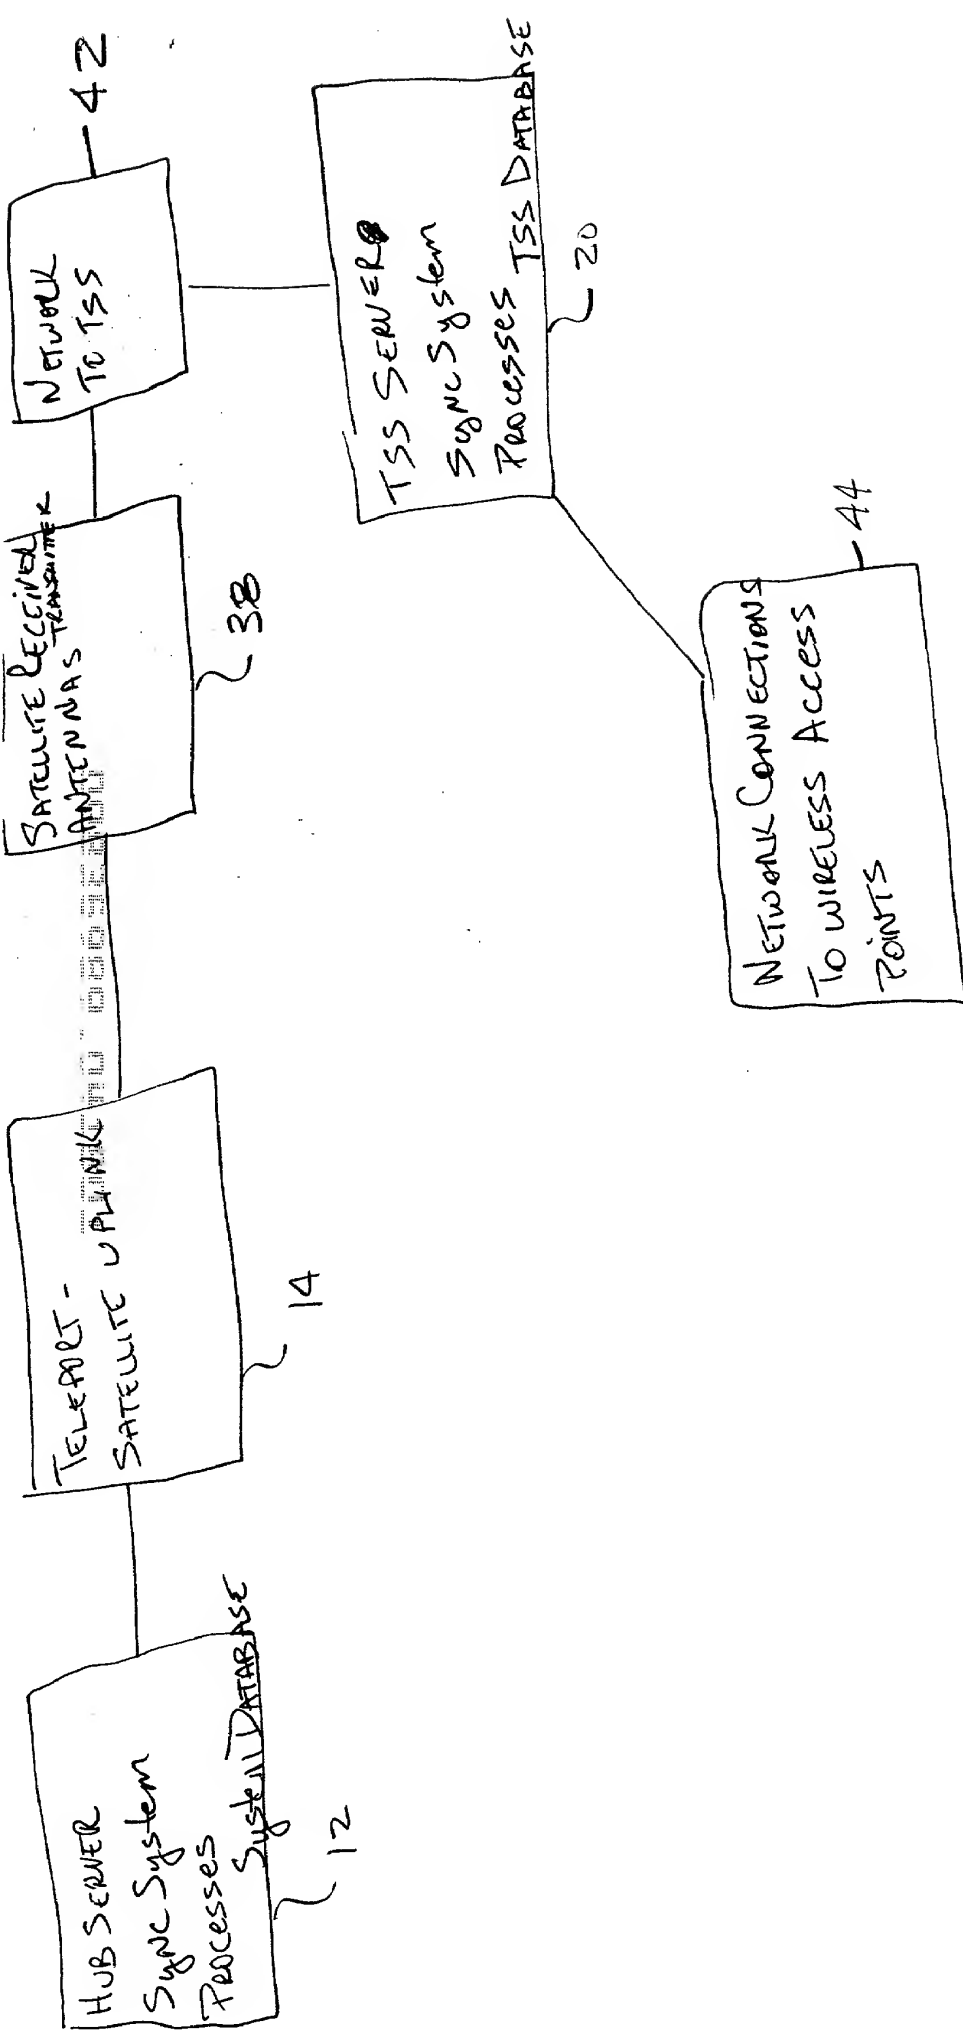 HUB SERVER
Sync System
Processes
System DATABASE
12
TELEPORT-
SATELLITE UPLINK
14
SATELLITE RECEIVER
TRANSMITTER
ANTENNAS
38
NETWORK
TO TSS
42
TSS SERVER
Sync System
Processes
TSS DATABASE
20
NETWORK CONNECTIONS
TO WIRELESS ACCESS
POINTS
44